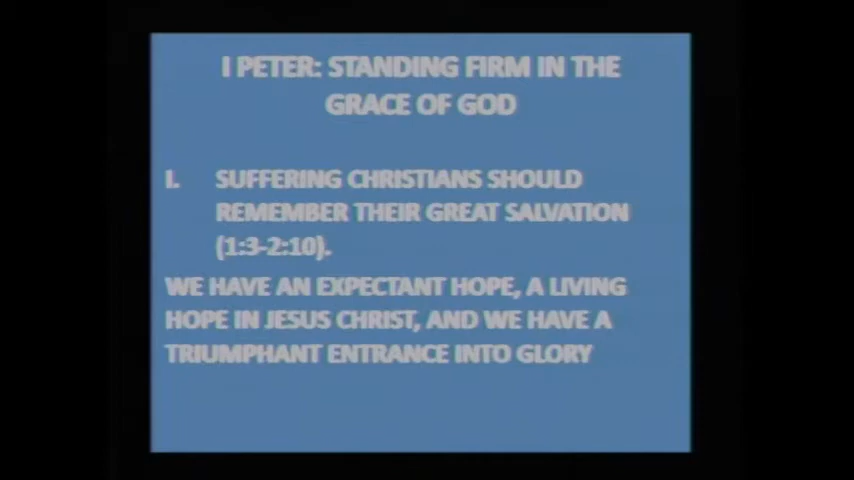 I PETER: STANDING FIRM IN THE
GRACE OF GOD
I. SUFFERING CHRISTIANS SHOULD
REMEMBER THEIR GREAT SALVATION
(1:3-2:10).
WE HAVE AN EXPECTANT HOPE, A LIVING
HOPE IN JESUS CHRIST, AND WE HAVE A
TRIUMPHANT ENTRANCE INTO GLORY